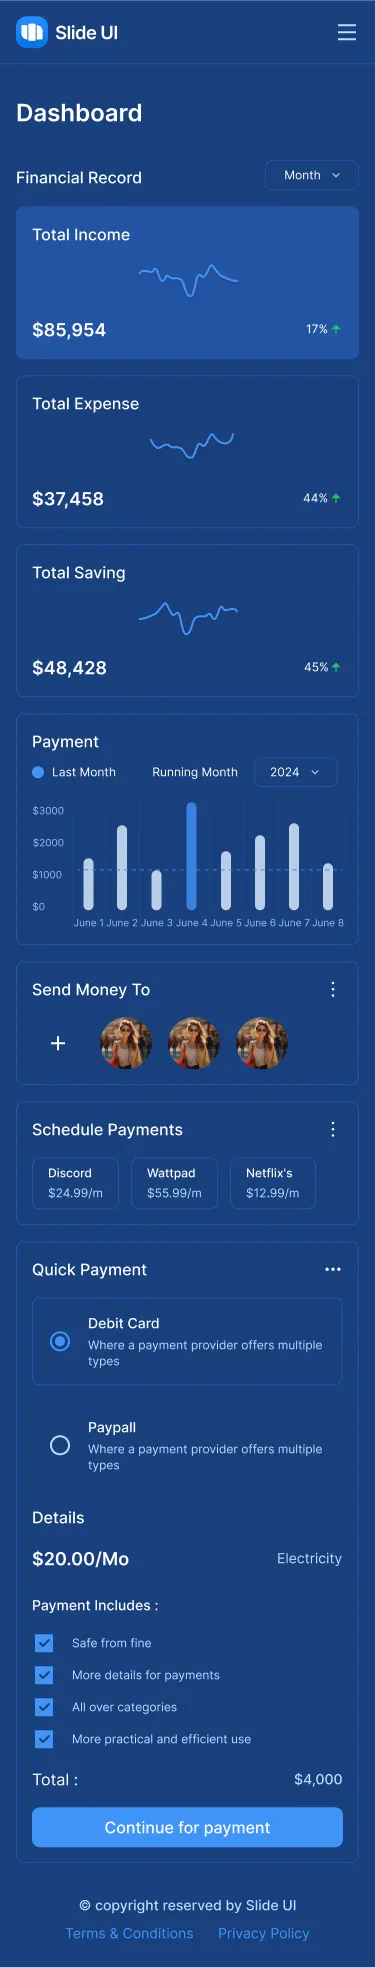 Slide UI
Dashboard
Financial Record
Month
Total Income
$85,954
17%
Total Expense
$37,458
44%
Total Saving
$48,428
45%
Payment
Last Month
Running Month
2024
$3000
$2000
$1000
$0
June 1 June 2 June 3 June 4 June 5 June 6 June 7 June 8
Send Money To
Schedule Payments
Discord
$24.99/m
Wattpad
$55.99/m
Netflix's
$12.99/m
Quick Payment
Debit Card
Where a payment provider offers multiple
types
Paypall
Where a payment provider offers multiple
types
Details
$20.00/Mo
Electricity
Payment Includes :
Safe from fine
More details for payments
All over categories
More practical and efficient use
Total :
$4,000
Continue for payment
© copyright reserved by Slide UI
Terms & Conditions
Privacy Policy